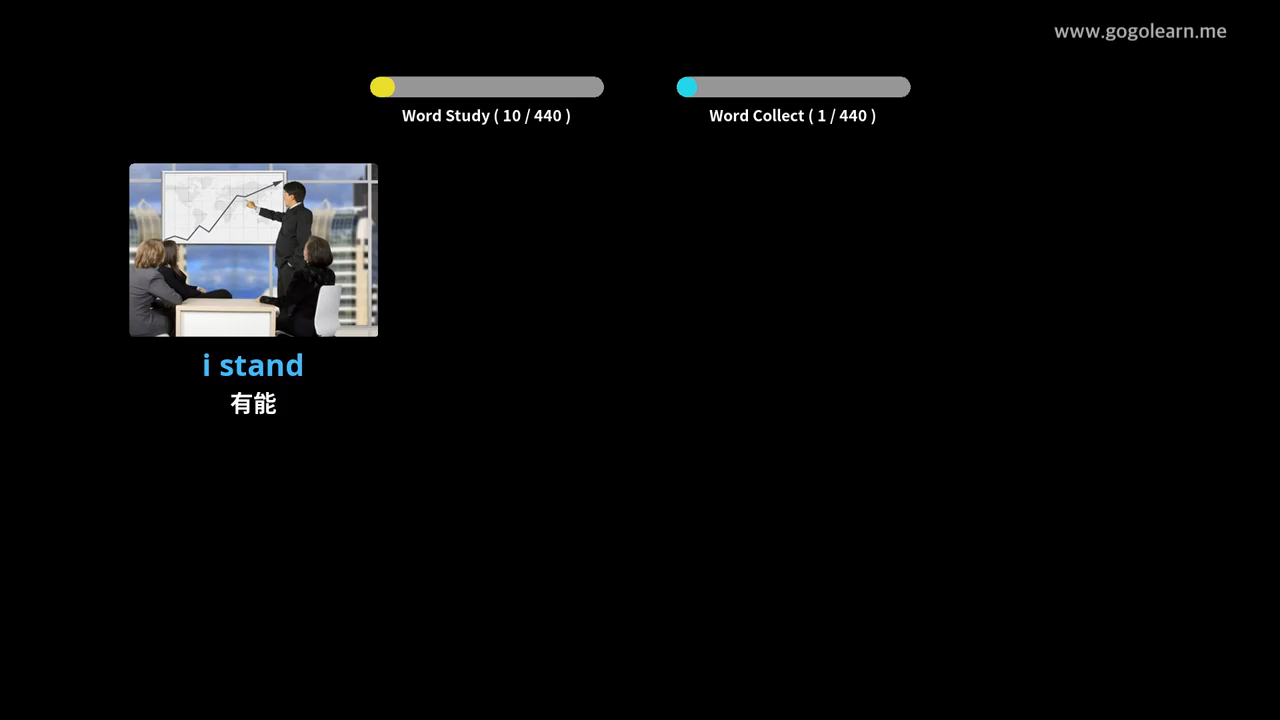 www.gogolearn.me
Word Study ( 10 / 440 )
Word Collect ( 1 / 440 )
i stand
有能